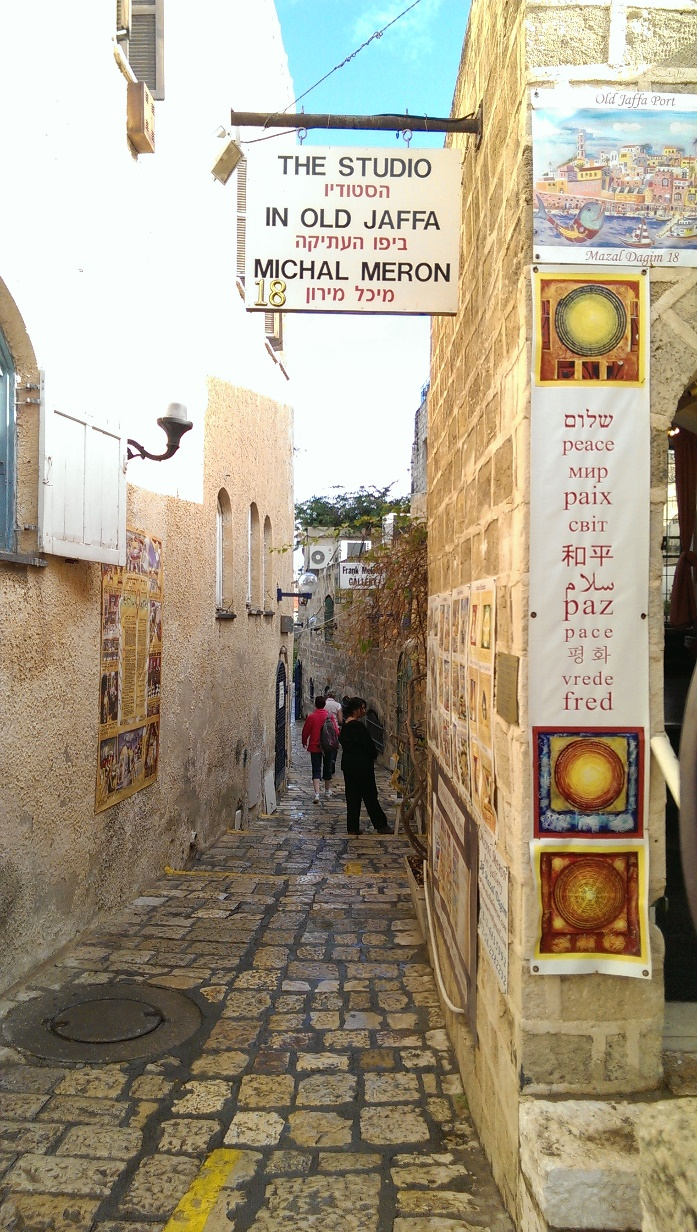 THE STUDIO
הסטודיו
IN OLD JAFFA
ביפו העתיקה
MICHAL MERON
18 מיכל מירון
Old Jaffa Port
Mazal Dagim 18
שלום
peace
мир
paix
світ
和平
سلام
paz
pace
평화
vrede
fred
Frank
GALLERY